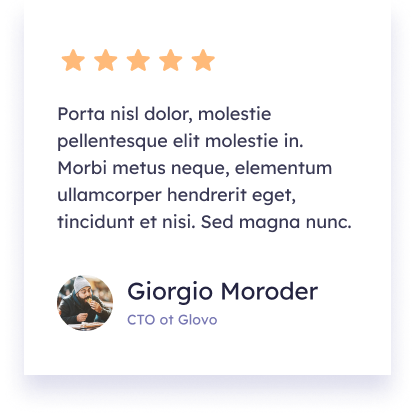 Porta nisl dolor, molestie
pellentesque elit molestie in.
Morbi metus neque, elementum
ullamcorper hendrerit eget,
tincidunt et nisi. Sed magna nunc.
Giorgio Moroder
CTO ot Glovo